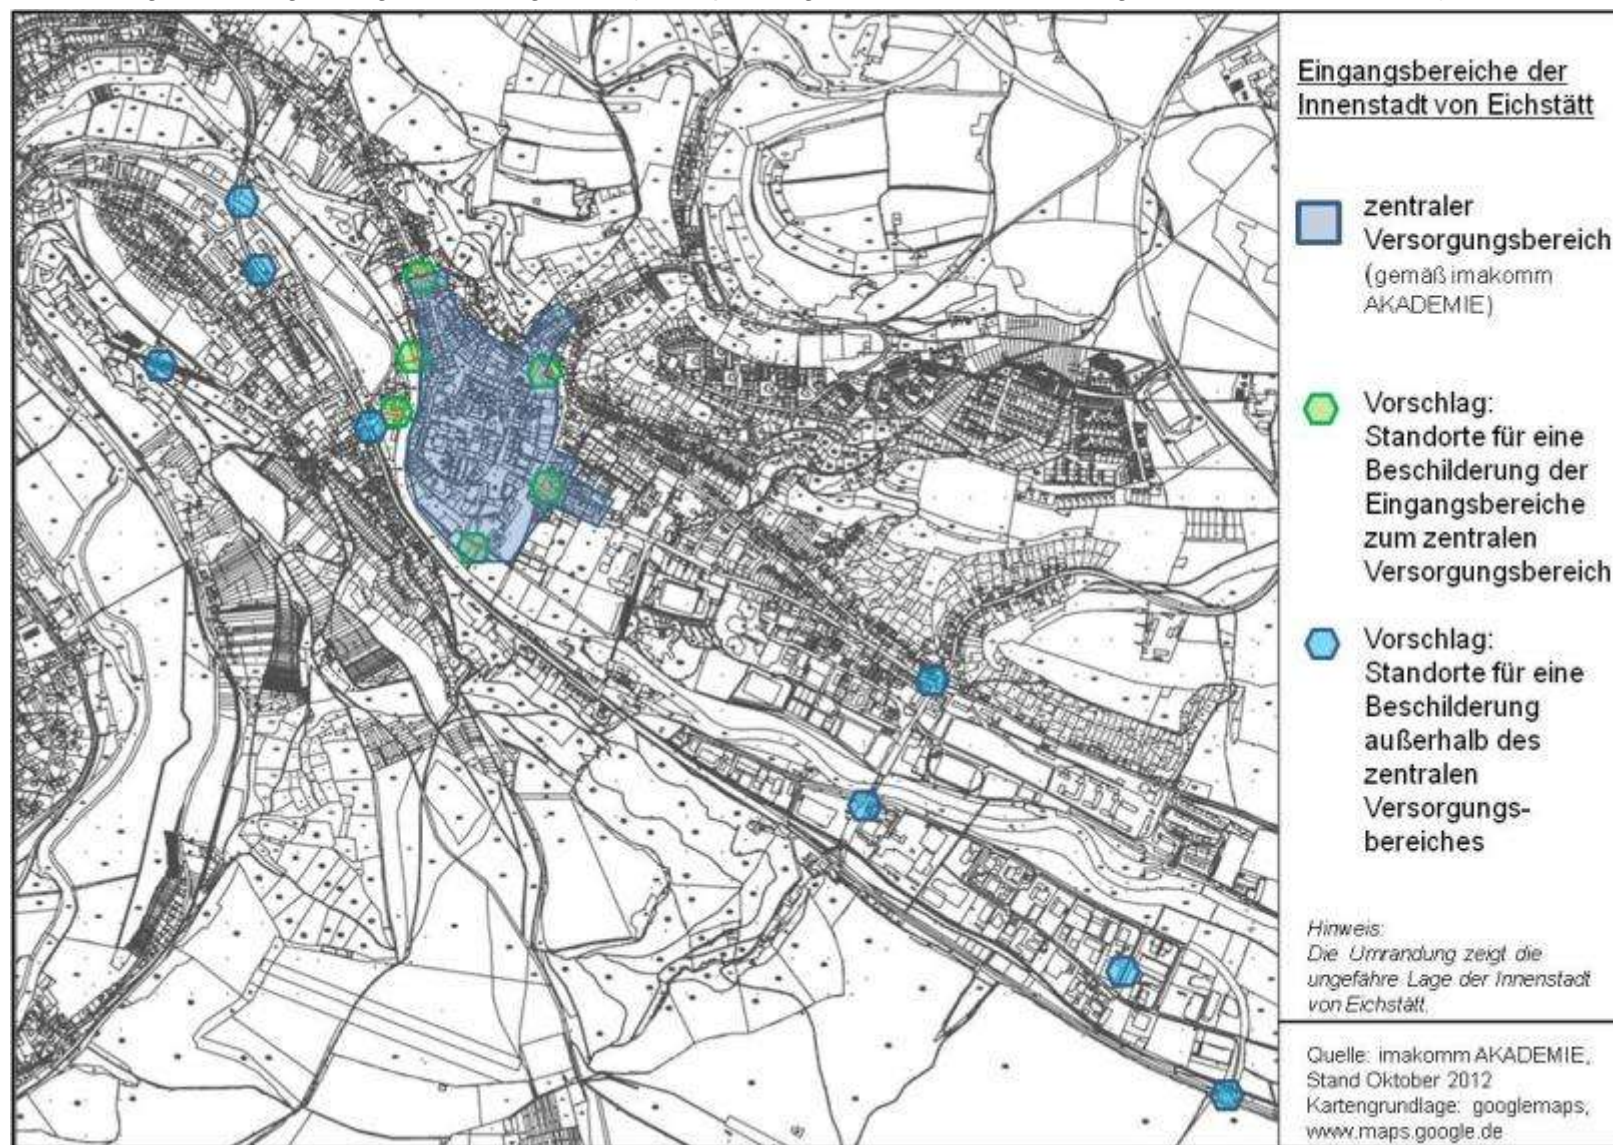 Eingangsbereiche der
Innenstadt von Eichstätt
zentraler
Versorgungsbereich
(gemäß imakomm
AKADEMIE)
Vorschlag:
Standorte für eine
Beschilderung der
Eingangsbereiche
zum zentralen
Versorgungsbereich
Vorschlag:
Standorte für eine
Beschilderung
außerhalb des
zentralen
Versorgungs-
bereiches
Hinweis:
Die Umrandung zeigt die
ungefähre Lage der Innenstadt
von Eichstätt.
Quelle: imakomm AKADEMIE,
Stand Oktober 2012
Kartengrundlage: googlemaps,
www.maps.google.de